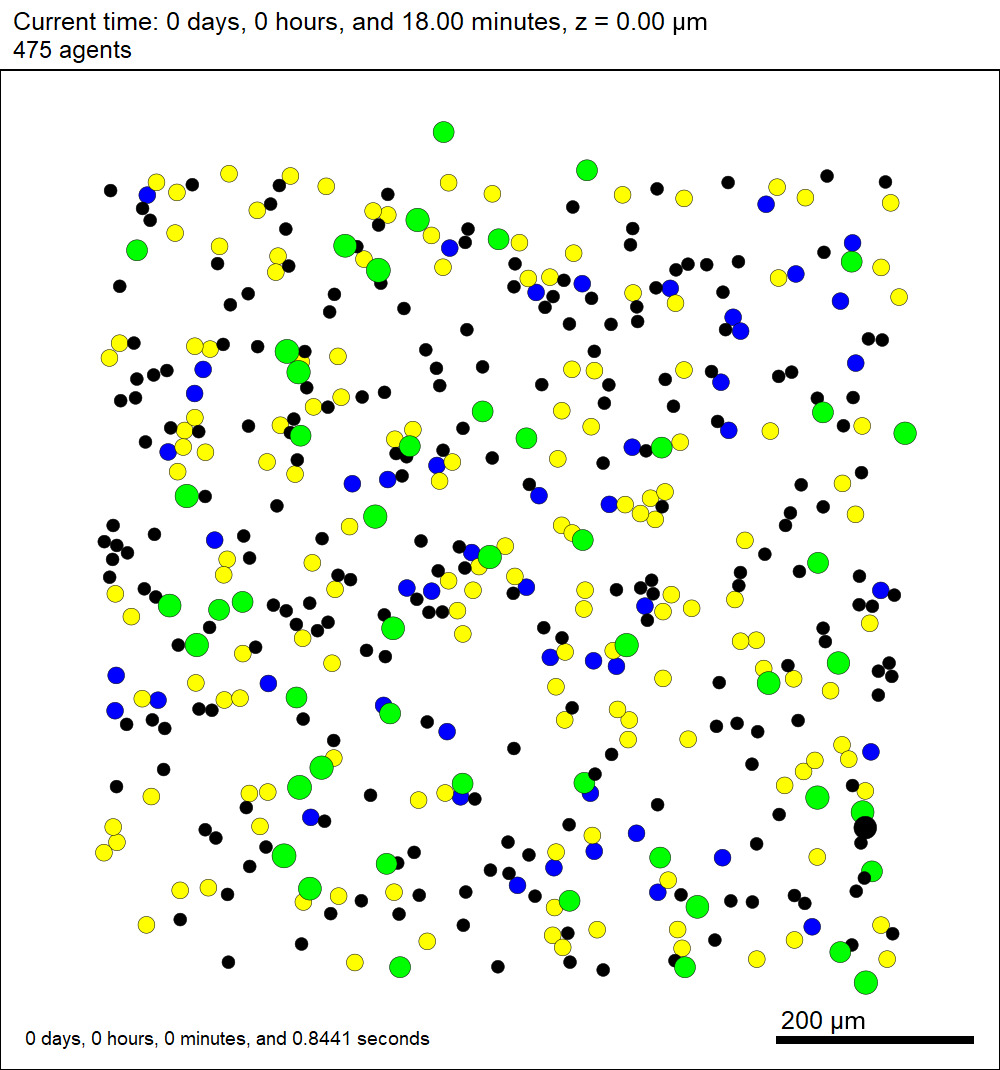 Current time: 0 days, 0 hours, and 18.00 minutes, z = 0.00 μm
475 agents
200 μm
0 days, 0 hours, 0 minutes, and 0.8441 seconds